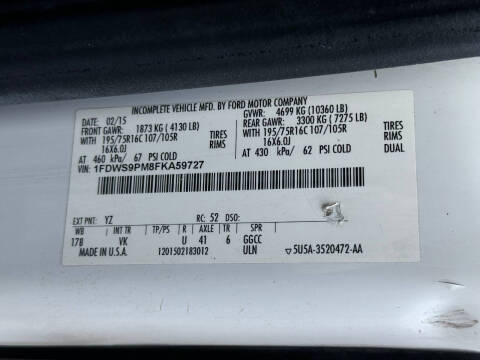 INCOMPLETE VEHICLE MFD. BY FORD MOTOR COMPANY
DATE: 02/15 GVWR: 4699 KG (10360 LB)
FRONT GAWR: 1873 KG ( 4130 LB) REAR GAWR: 3300 KG ( 7275 LB)
WITH WITH
195/75R16C 107/105R TIRES 195/75R16C 107/105R TIRES
16X6.0J RIMS 16X6.0J RIMS
AT 460 kPa/ 67 PSI COLD AT 430 kPa/ 62 PSI COLD DUAL
VIN: 1FDWS9PM8FKA59727
EXT PNT: YZ RC: 52 DSO:
WB INT TR TP/PS R AXLE TR SPR
178 VK U 41 6 GGCC
MADE IN U.S.A. 1201502183012 ULN 5U5A-3520472-AA